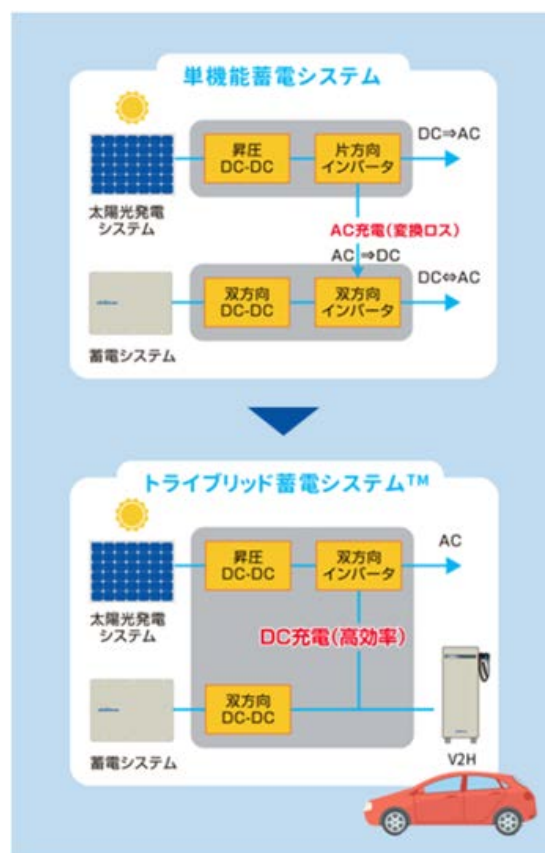 単機能蓄電システム
昇圧
DC-DC
片方向
インバータ
DC⇒AC
太陽光発電
システム
AC充電(変換ロス)
AC⇒DC
双方向
DC-DC
双方向
インバータ
DC⇔AC
蓄電システム
トライブリッド蓄電システム™
昇圧
DC-DC
双方向
インバータ
AC
太陽光発電
システム
DC充電(高効率)
双方向
DC-DC
蓄電システム
V2H